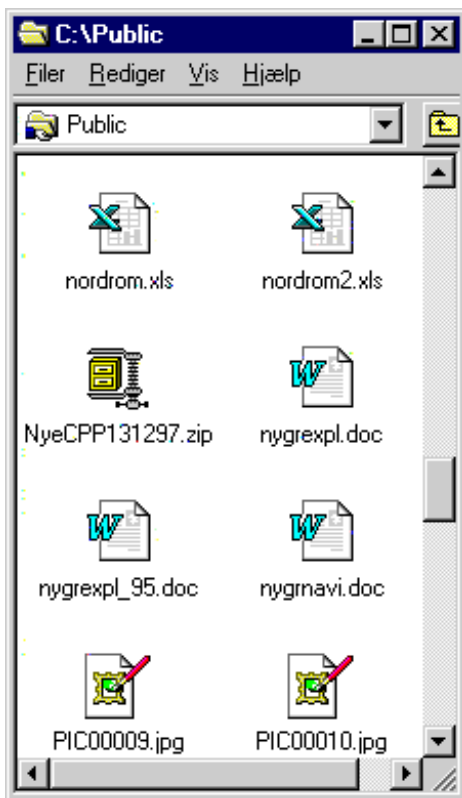 C:\Public
Filer Rediger Vis Hjælp
Public
nordrom.xls nordrom2.xls
NyeCPP131297.zip nygrexpl.doc
nygrexpl_95.doc nygrnavi.doc
PIC00009.jpg PIC00010.jpg